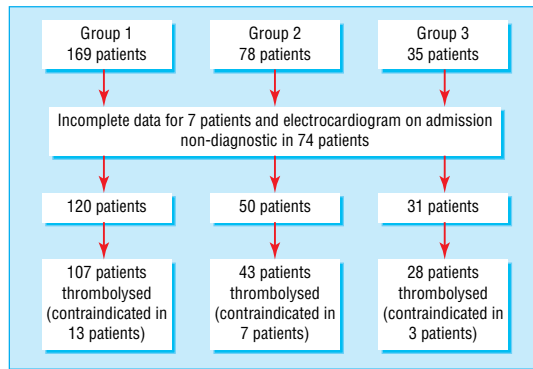 Group 1
169 patients
Group 2
78 patients
Group 3
35 patients
Incomplete data for 7 patients and electrocardiogram on admission
non-diagnostic in 74 patients
120 patients
50 patients
31 patients
107 patients
thrombolysed
(contraindicated in
13 patients)
43 patients
thrombolysed
(contraindicated in
7 patients)
28 patients
thrombolysed
(contraindicated in
3 patients)